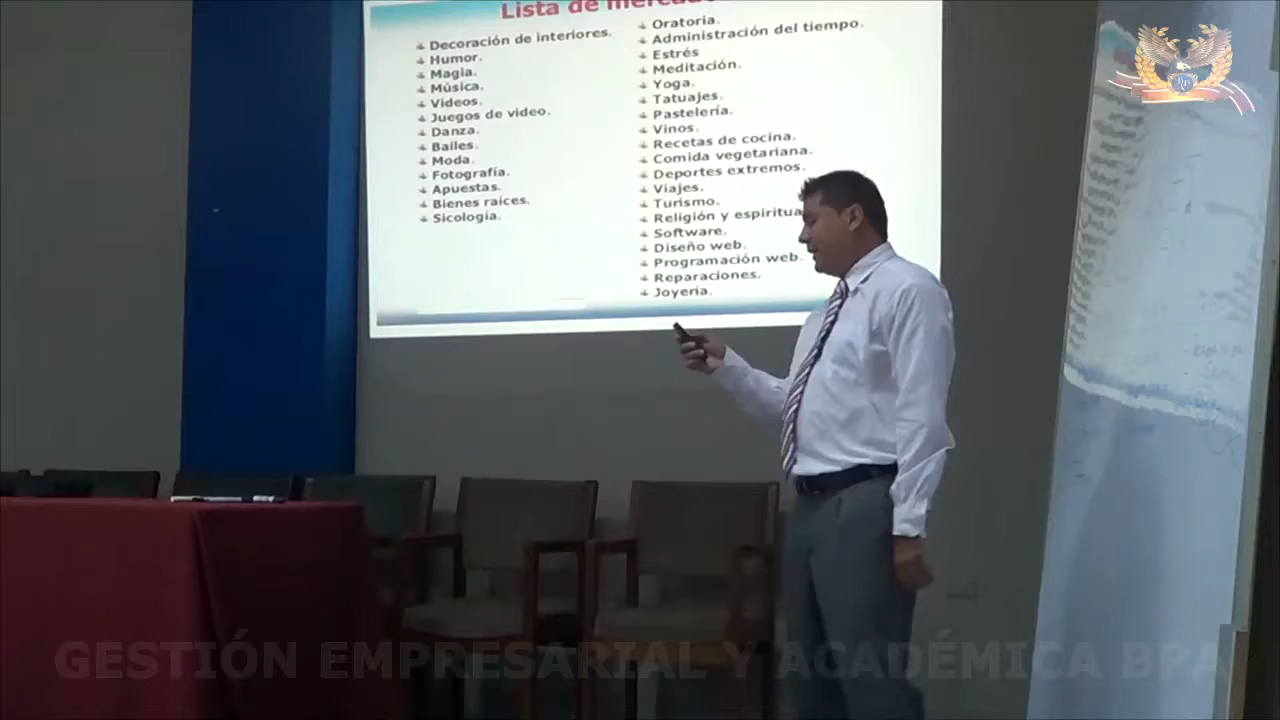 Lista de mercado
Decoración de interiores.
Humor.
Magia.
Música.
Videos.
Juegos de video.
Danza.
Bailes.
Moda.
Fotografía.
Apuestas.
Bienes raíces.
Sicología.
Oratoria.
Administración del tiempo.
Estrés
Meditación.
Yoga.
Tatuajes.
Pastelería.
Vinos.
Recetas de cocina.
Comida vegetariana.
Deportes extremos.
Viajes.
Turismo.
Religión y espiritua
Software.
Diseño web.
Programación web.
Reparaciones.
Joyería.
GESTIÓN EMPRESARIAL Y ACADÉMICA BPA